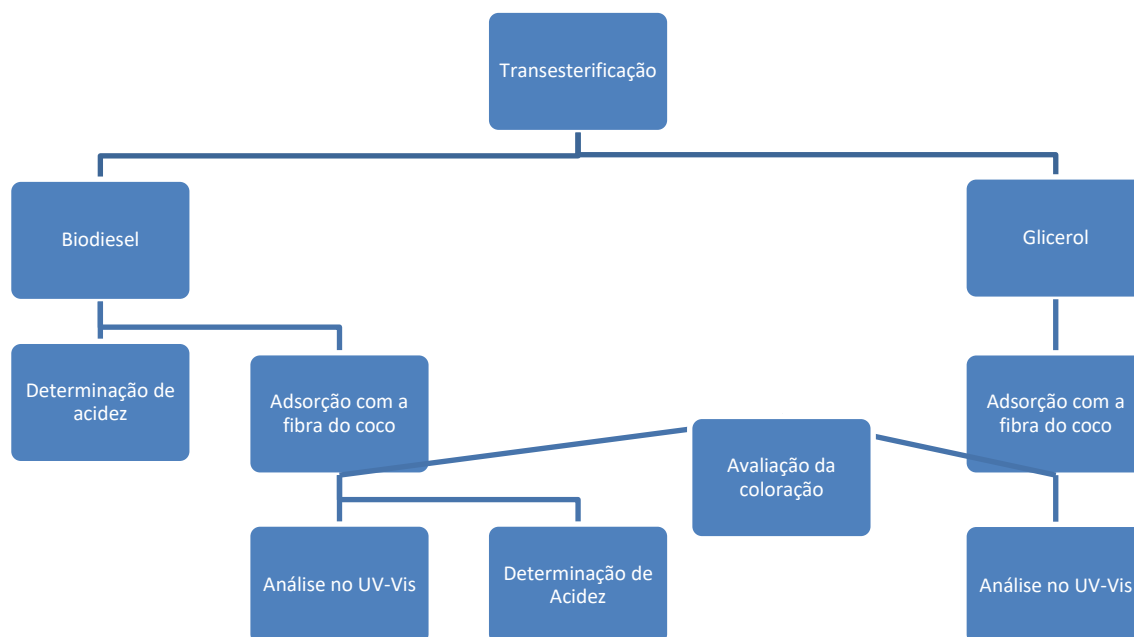 Transesterificação
Biodiesel
Glicerol
Determinação de
acidez
Adsorção com a
fibra do coco
Avaliação da
coloração
Adsorção com a
fibra do coco
Análise no UV-Vis
Determinação de
Acidez
Análise no UV-Vis